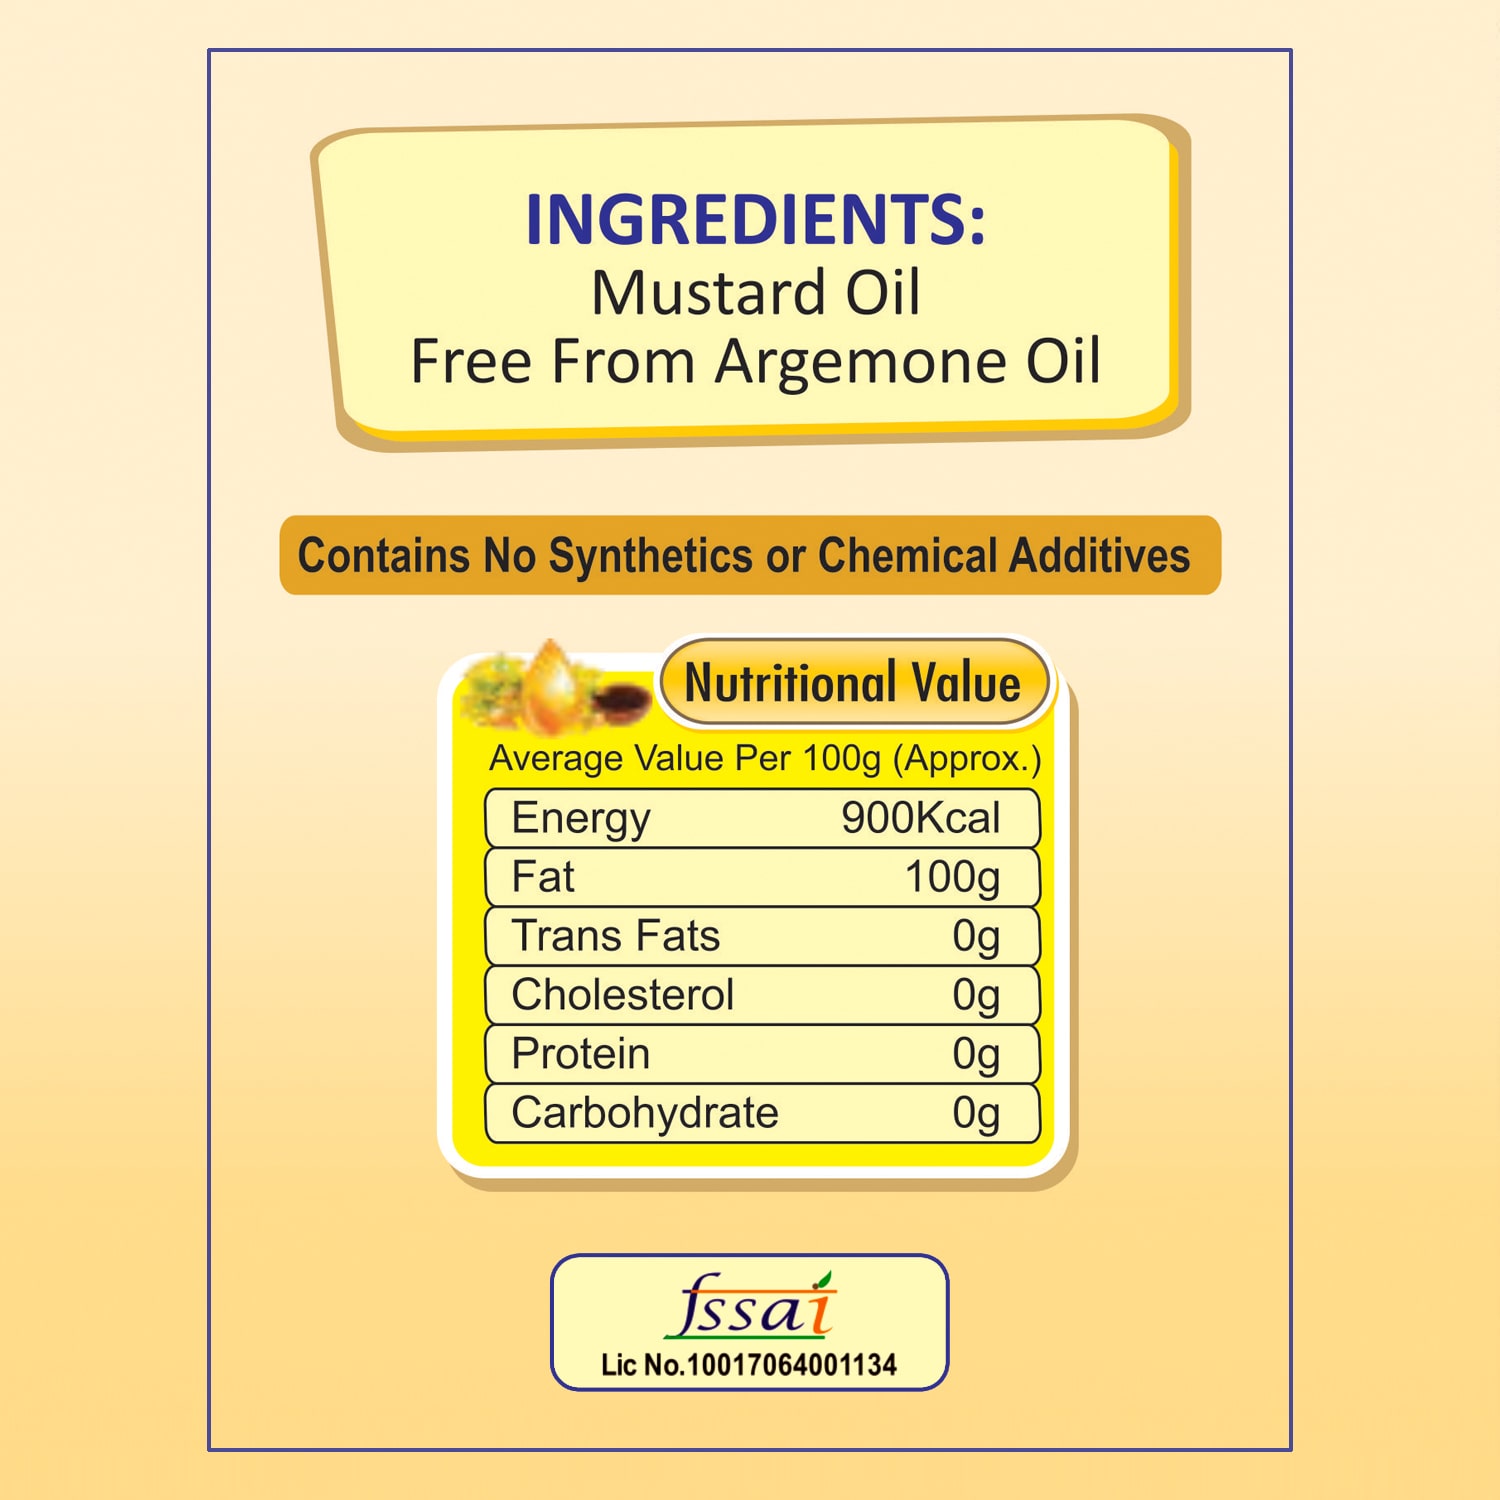 INGREDIENTS:
Mustard Oil
Free From Argemone Oil
Contains No Synthetics or Chemical Additives
Nutritional Value
Average Value Per 100g (Approx.)
Energy 900Kcal
Fat 100g
Trans Fats 0g
Cholesterol 0g
Protein 0g
Carbohydrate 0g
fssai
Lic No.10017064001134